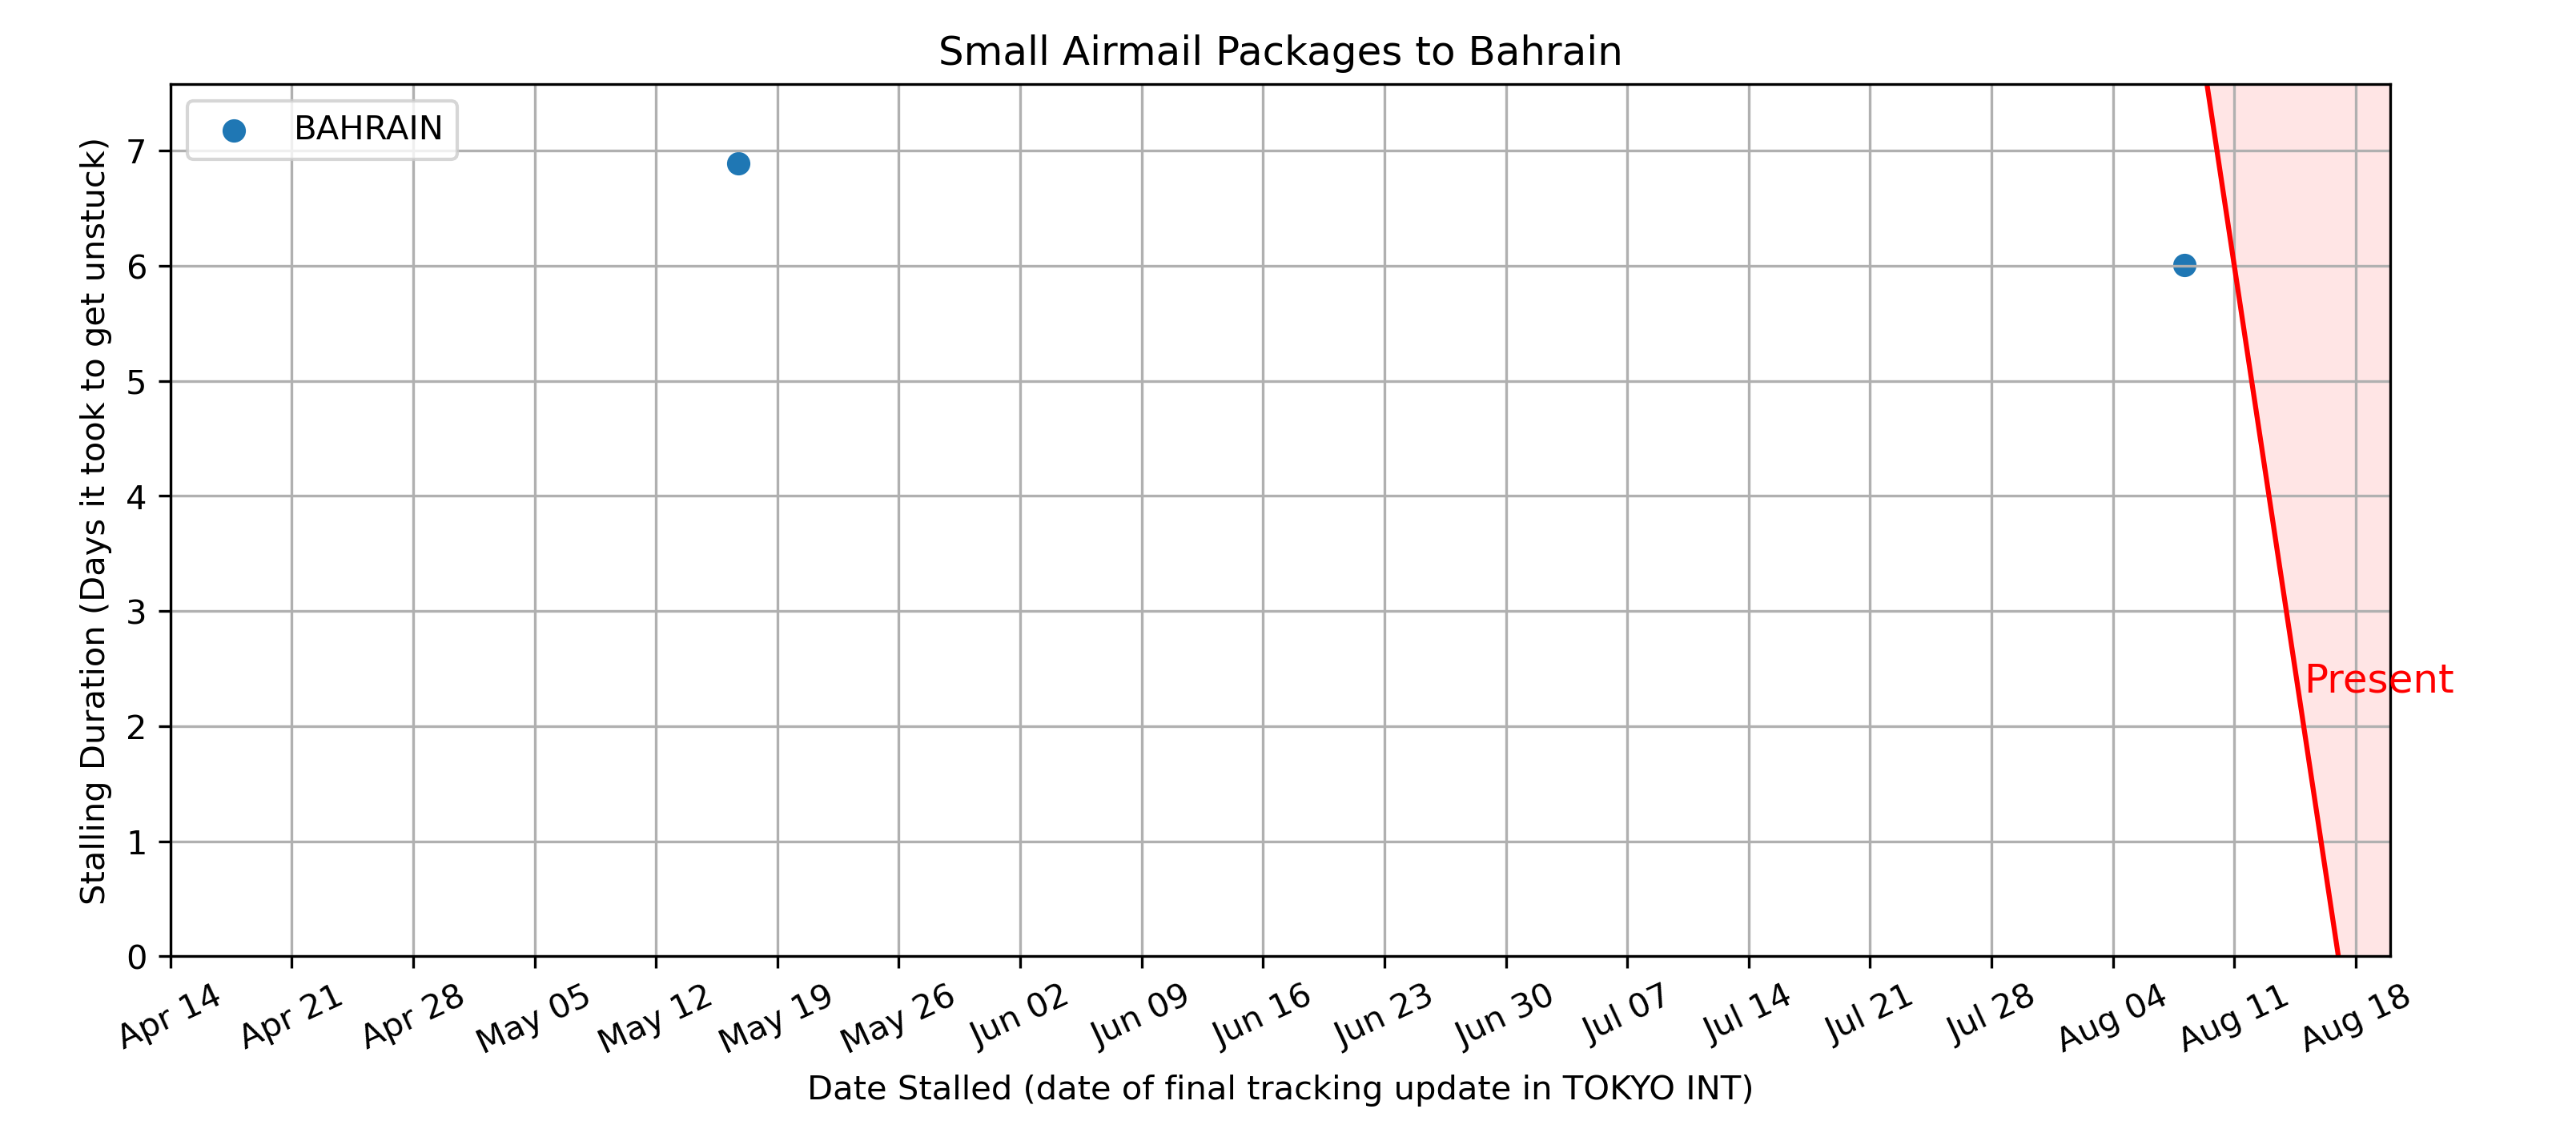 Small Airmail Packages to Bahrain
BAHRAIN
Stalling Duration (Days it took to get unstuck)
7
6
5
4
3
2
1
0
Present
Apr 14 Apr 21 Apr 28 May 05 May 12 May 19 May 26 Jun 02 Jun 09 Jun 16 Jun 23 Jun 30 Jul 07 Jul 14 Jul 21 Jul 28 Aug 04 Aug 11 Aug 18
Date Stalled (date of final tracking update in TOKYO INT)